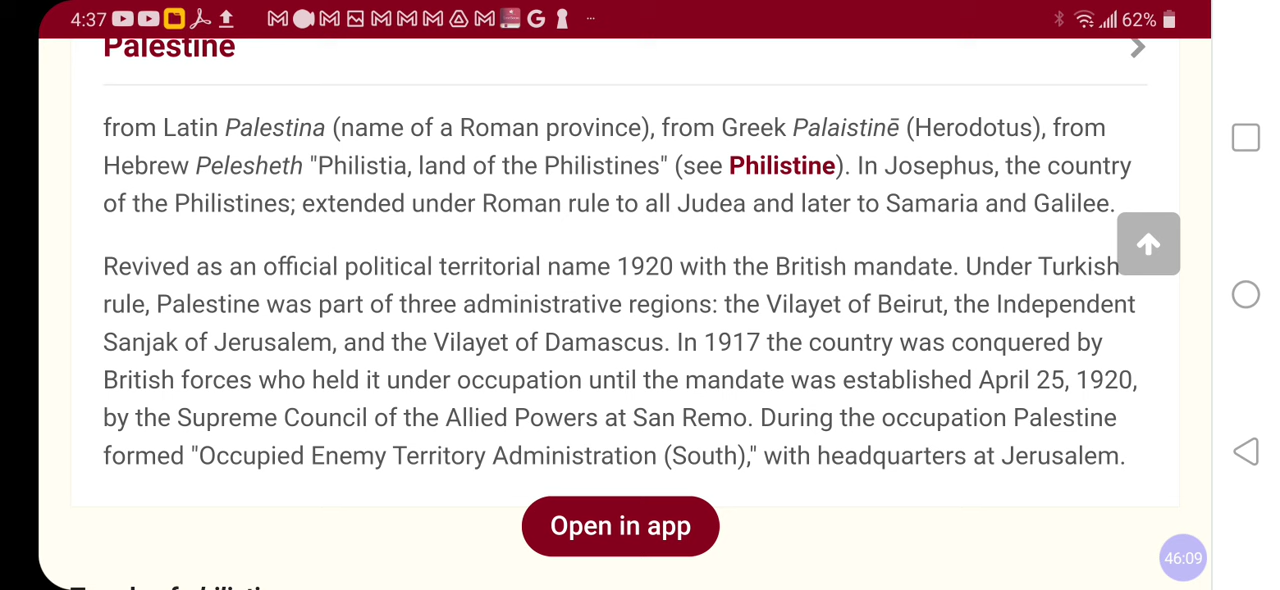 4:37 62%
Palestine
from Latin Palestina (name of a Roman province), from Greek Palaistinē (Herodotus), from
Hebrew Pelesheth "Philistia, land of the Philistines" (see Philistine). In Josephus, the country
of the Philistines; extended under Roman rule to all Judea and later to Samaria and Galilee.
Revived as an official political territorial name 1920 with the British mandate. Under Turkish
rule, Palestine was part of three administrative regions: the Vilayet of Beirut, the Independent
Sanjak of Jerusalem, and the Vilayet of Damascus. In 1917 the country was conquered by
British forces who held it under occupation until the mandate was established April 25, 1920,
by the Supreme Council of the Allied Powers at San Remo. During the occupation Palestine
formed "Occupied Enemy Territory Administration (South)," with headquarters at Jerusalem.
Open in app
46:09